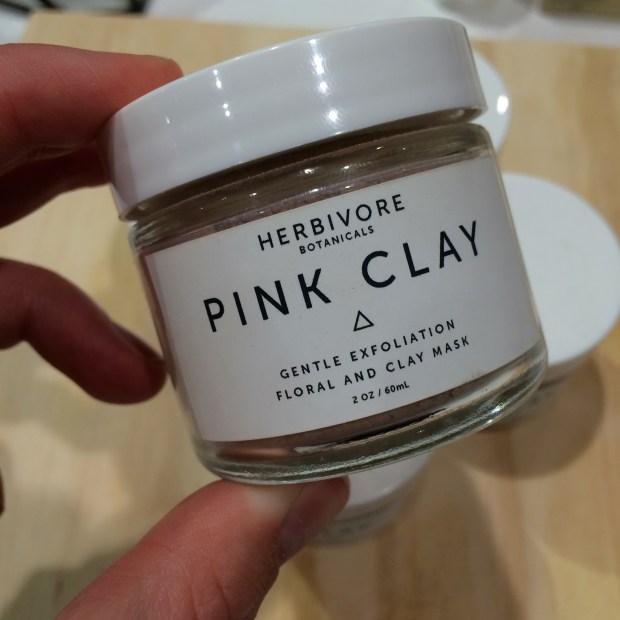 HERBIVORE
BOTANICALS
PINK CLAY
GENTLE EXFOLIATION
FLORAL AND CLAY MASK
2 OZ / 60mL